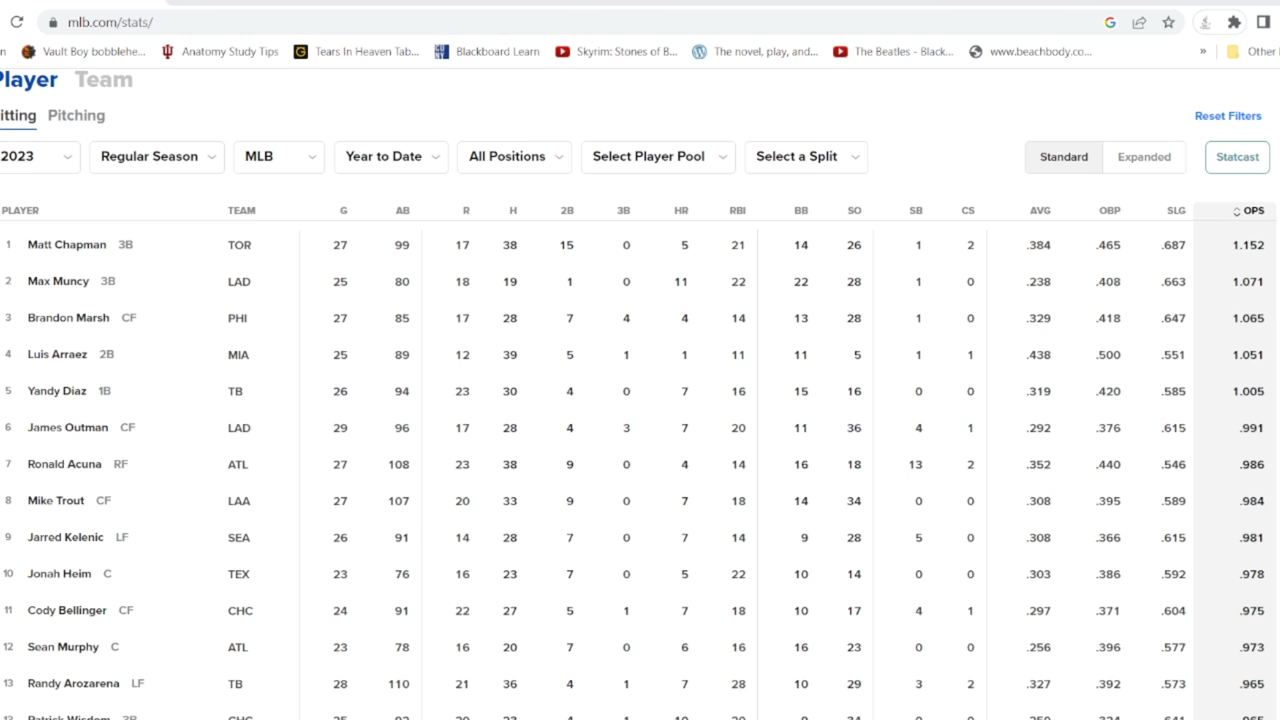 mlb.com/stats/
Vault Boy bobblehe... Anatomy Study Tips Tears In Heaven Tab... Blackboard Learn Skyrim: Stones of B... The novel, play, and... The Beatles - Black... www.beachbody.co... » Other
Player Team
itting Pitching
Reset Filters
2023 Regular Season MLB Year to Date All Positions Select Player Pool Select a Split Standard Expanded Statcast
PLAYER TEAM G AB R H 2B 3B HR RBI BB SO SB CS AVG OBP SLG OPS
1 Matt Chapman 3B TOR 27 99 17 38 15 0 5 21 14 26 1 2 .384 .465 .687 1.152
2 Max Muncy 3B LAD 25 80 18 19 1 0 11 22 22 28 1 0 .238 .408 .663 1.071
3 Brandon Marsh CF PHI 27 85 17 28 7 4 4 14 13 28 1 0 .329 .418 .647 1.065
4 Luis Arraez 2B MIA 25 89 12 39 5 1 1 11 11 5 1 1 .438 .500 .551 1.051
5 Yandy Diaz 1B TB 26 94 23 30 4 0 7 16 15 16 0 0 .319 .420 .585 1.005
6 James Outman CF LAD 29 96 17 28 4 3 7 20 11 36 4 1 .292 .376 .615 .991
7 Ronald Acuna RF ATL 27 108 23 38 9 0 4 14 16 18 13 2 .352 .440 .546 .986
8 Mike Trout CF LAA 27 107 20 33 9 0 7 18 14 34 0 0 .308 .395 .589 .984
9 Jarred Kelenic LF SEA 26 91 14 28 7 0 7 14 9 28 5 0 .308 .366 .615 .981
10 Jonah Heim C TEX 23 76 16 23 7 0 5 22 10 14 0 0 .303 .386 .592 .978
11 Cody Bellinger CF CHC 24 91 22 27 5 1 7 18 10 17 4 1 .297 .371 .604 .975
12 Sean Murphy C ATL 23 78 16 20 7 0 6 16 16 23 0 0 .256 .396 .577 .973
13 Randy Arozarena LF TB 28 110 21 36 4 1 7 28 10 29 3 2 .327 .392 .573 .965
13 Patrick Wisdom 3B CHC